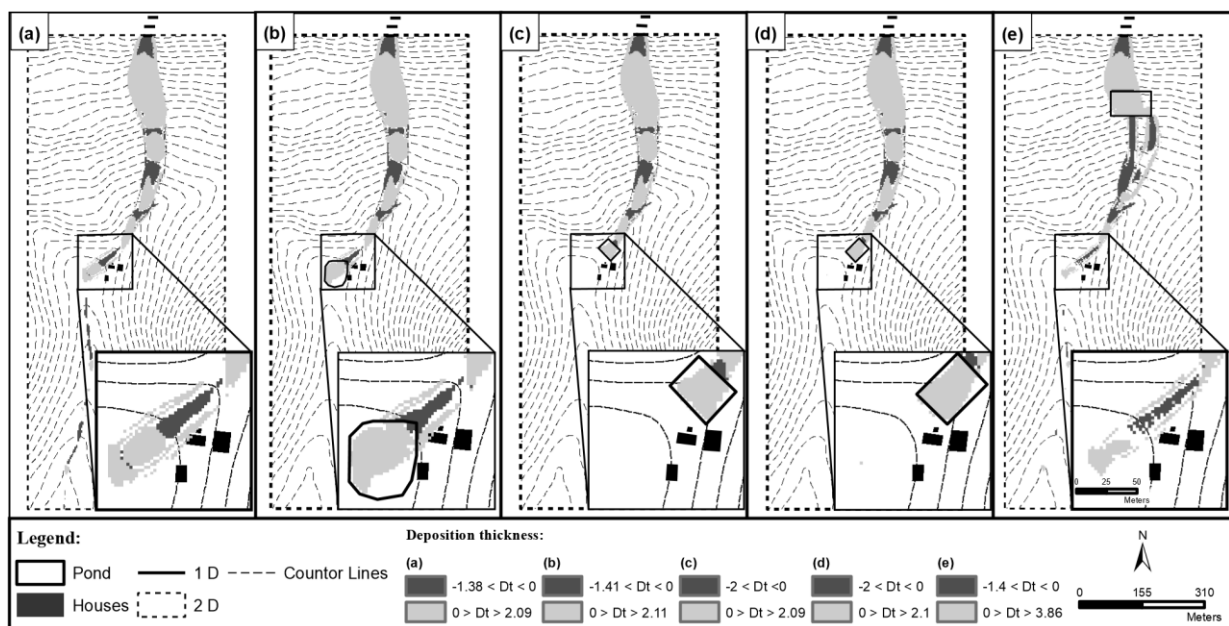 (a) (b) (c) (d) (e)
0 25 50
Meters
Legend:
Pond
1 D
Countor Lines
Houses
2 D
Deposition thickness:
(a) (b) (c) (d) (e)
-1.38 < Dt < 0 -1.41 < Dt < 0 -2 < Dt <0 -2 < Dt < 0 -1.4 < Dt < 0
0 > Dt > 2.09 0 > Dt > 2.11 0 > Dt > 2.09 0 > Dt > 2.1 0 > Dt > 3.86
N
0 155 310
Meters